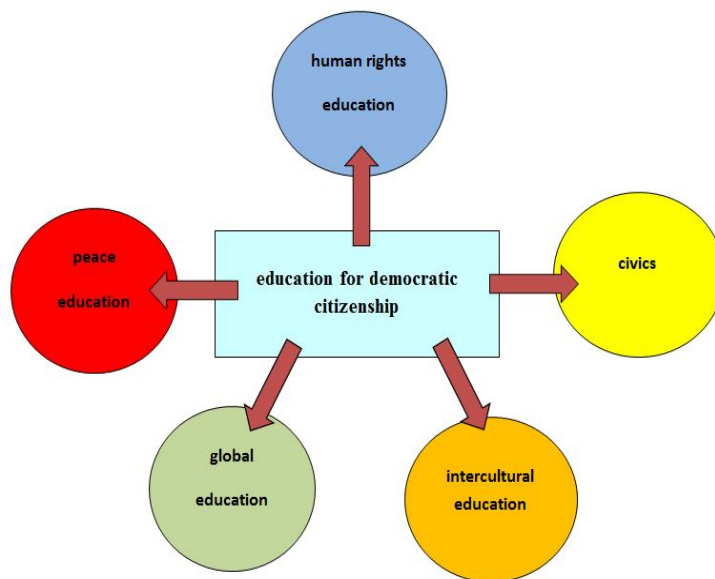 human rights
education
peace
education
education for democratic
citizenship
civics
global
education
intercultural
education